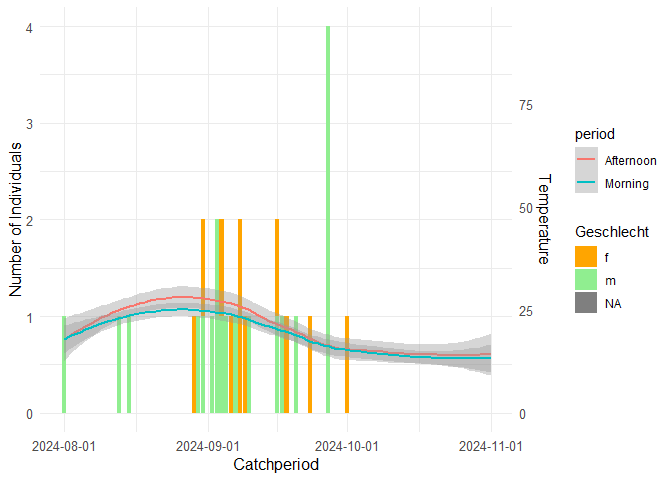 4
3
2
1
0
Number of Individuals
2024-08-01
2024-09-01
2024-10-01
2024-11-01
Catchperiod
75
50
25
0
Temperature
period
Afternoon
Morning
Geschlecht
f
m
NA